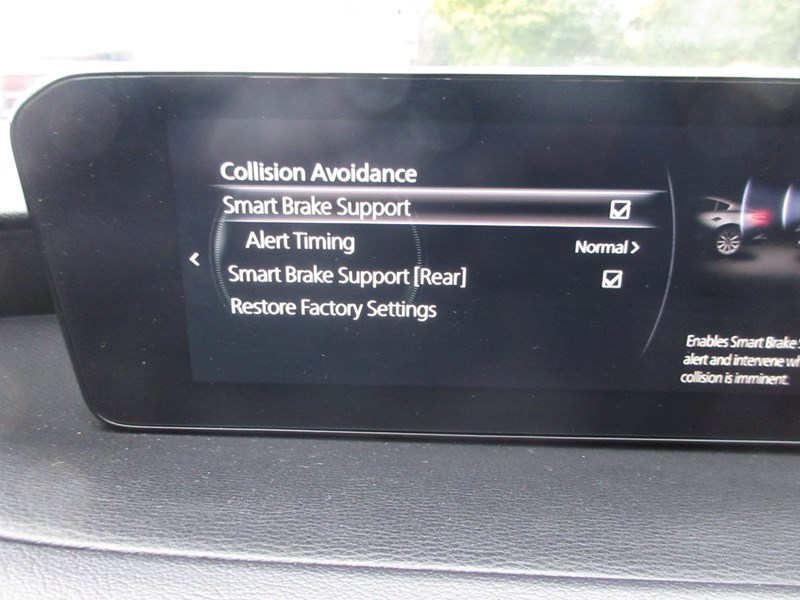 Collision Avoidance
Smart Brake Support
Alert Timing Normal >
Smart Brake Support [Rear]
Restore Factory Settings
Enables Smart Brake
alert and intervene
collision is imminent.